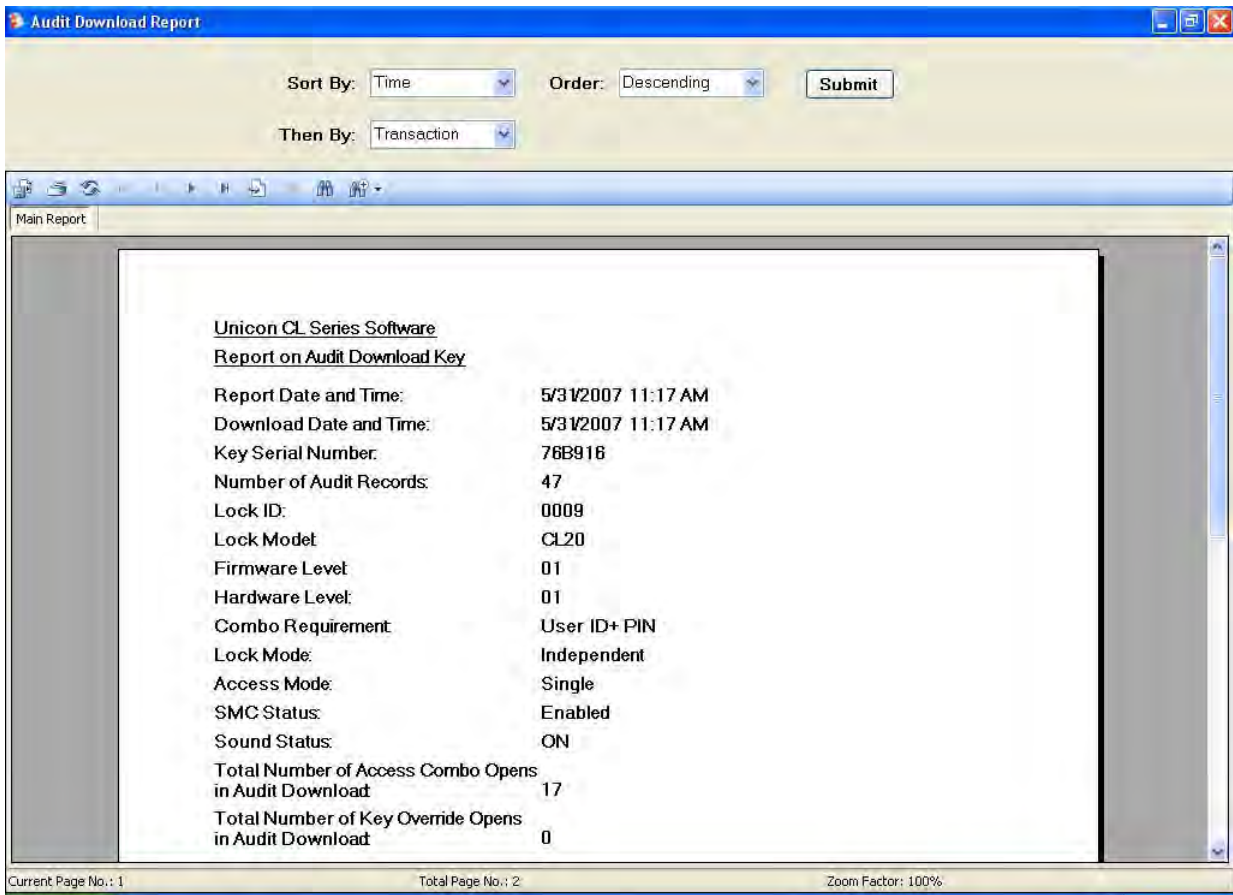 Audit Download Report
Sort By: Time Order: Descending Submit
Then By: Transaction
Main Report
Unicon CL Series Software
Report on Audit Download Key
Report Date and Time: 5/31/2007 11:17 AM
Download Date and Time: 5/31/2007 11:17 AM
Key Serial Number: 76B916
Number of Audit Records: 47
Lock ID: 0009
Lock Model: CL20
Firmware Level: 01
Hardware Level: 01
Combo Requirement: User ID+ PIN
Lock Mode: Independent
Access Mode: Single
SMC Status: Enabled
Sound Status: ON
Total Number of Access Combo Opens
in Audit Download: 17
Total Number of Key Override Opens
in Audit Download: 0
Current Page No.: 1 Total Page No.: 2 Zoom Factor: 100%